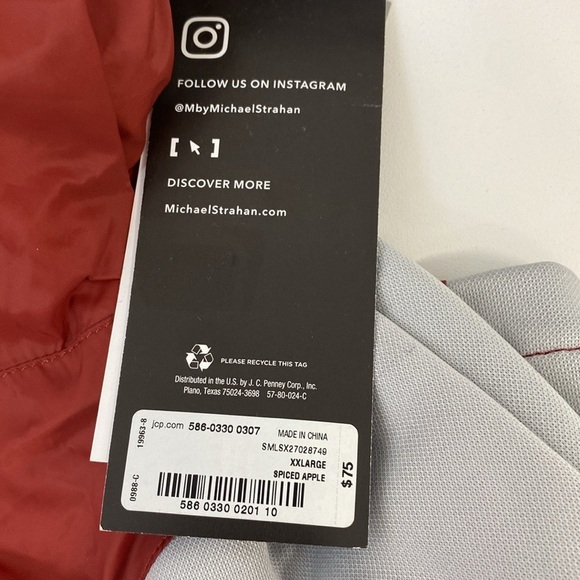 FOLLOW US ON INSTAGRAM
@MbyMichaelStrahan
DISCOVER MORE
MichaelStrahan.com
PLEASE RECYCLE THIS TAG
Distributed in the U.S. by J. C. Penney Corp., Inc.
Plano, Texas 75024-3698 57-80-024-C
19963-8
0988-C
jcp.com 586-0330 0307
MADE IN CHINA
SMLSX27028749
XXLARGE
SPICED APPLE
$75
586 0330 0201 10